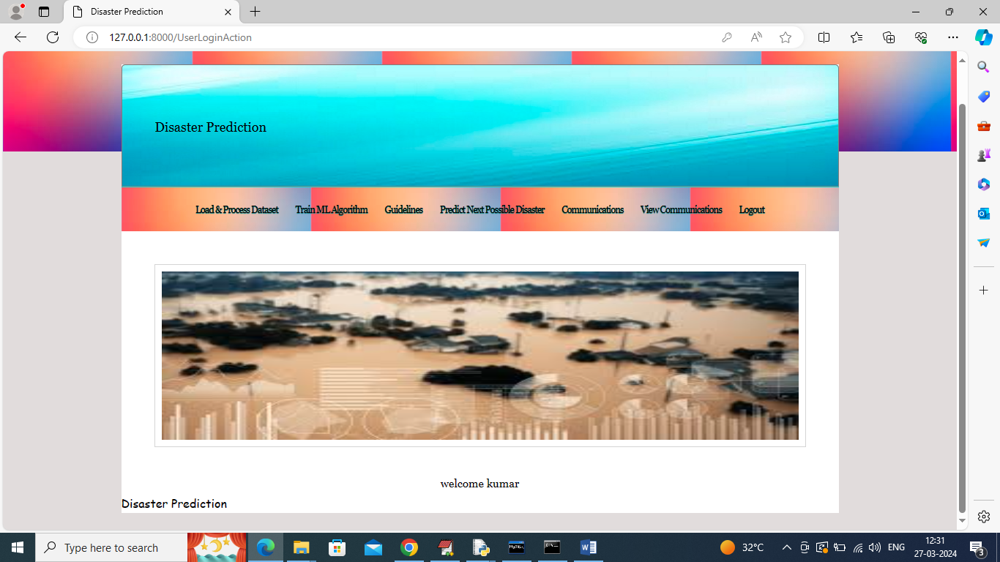 Disaster Prediction
127.0.0.1:8000/UserLoginAction
Disaster Prediction
Load & Process Dataset Train ML Algorithm Guidelines Predict Next Possible Disaster Communications View Communications Logout
welcome kumar
Disaster Prediction
Type here to search
32°C
ENG
12:31
27-03-2024
3